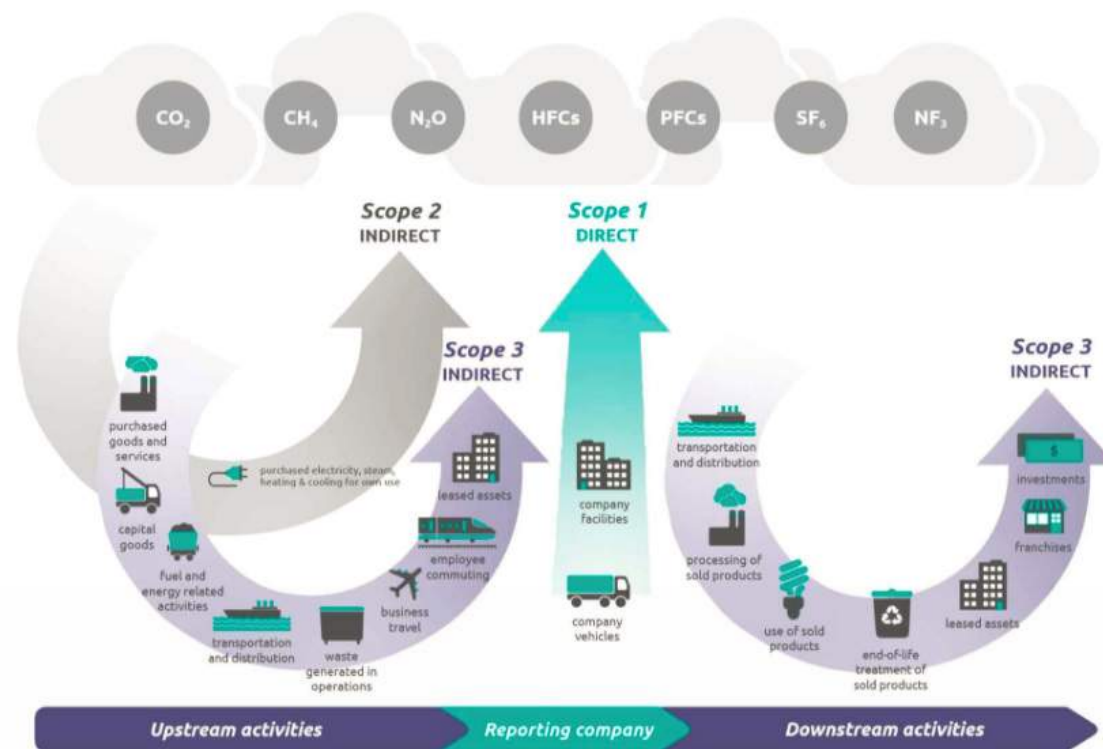 CO₂
CH₄
N₂O
HFCs
PFCs
SF₆
NF₃
Scope 2
INDIRECT
Scope 1
DIRECT
Scope 3
INDIRECT
Scope 3
INDIRECT
purchased
goods and
services
capital
goods
fuel and
energy related
activities
transportation
and distribution
waste
generated in
operations
business
travel
employee
commuting
leased assets
purchased electricity, steam,
heating & cooling for own use
company
facilities
company
vehicles
transportation
and distribution
processing of
sold products
use of sold
products
end-of-life
treatment of
sold products
leased assets
franchises
$
investments
Upstream activities
Reporting company
Downstream activities